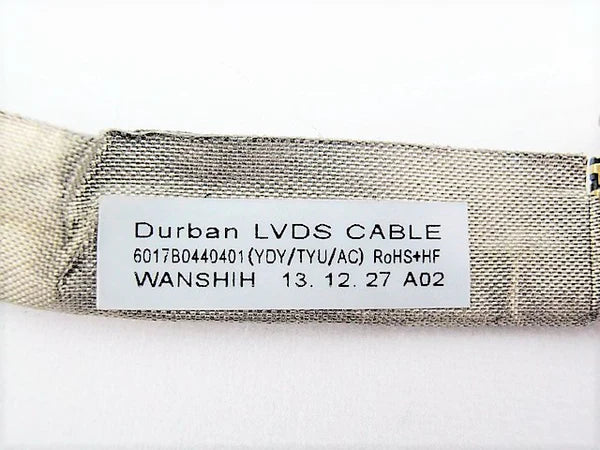 Durban LVDS CABLE
6017B0440401(YDY/TYU/AC) RoHS+HF
WANSHIH 13. 12. 27 A02